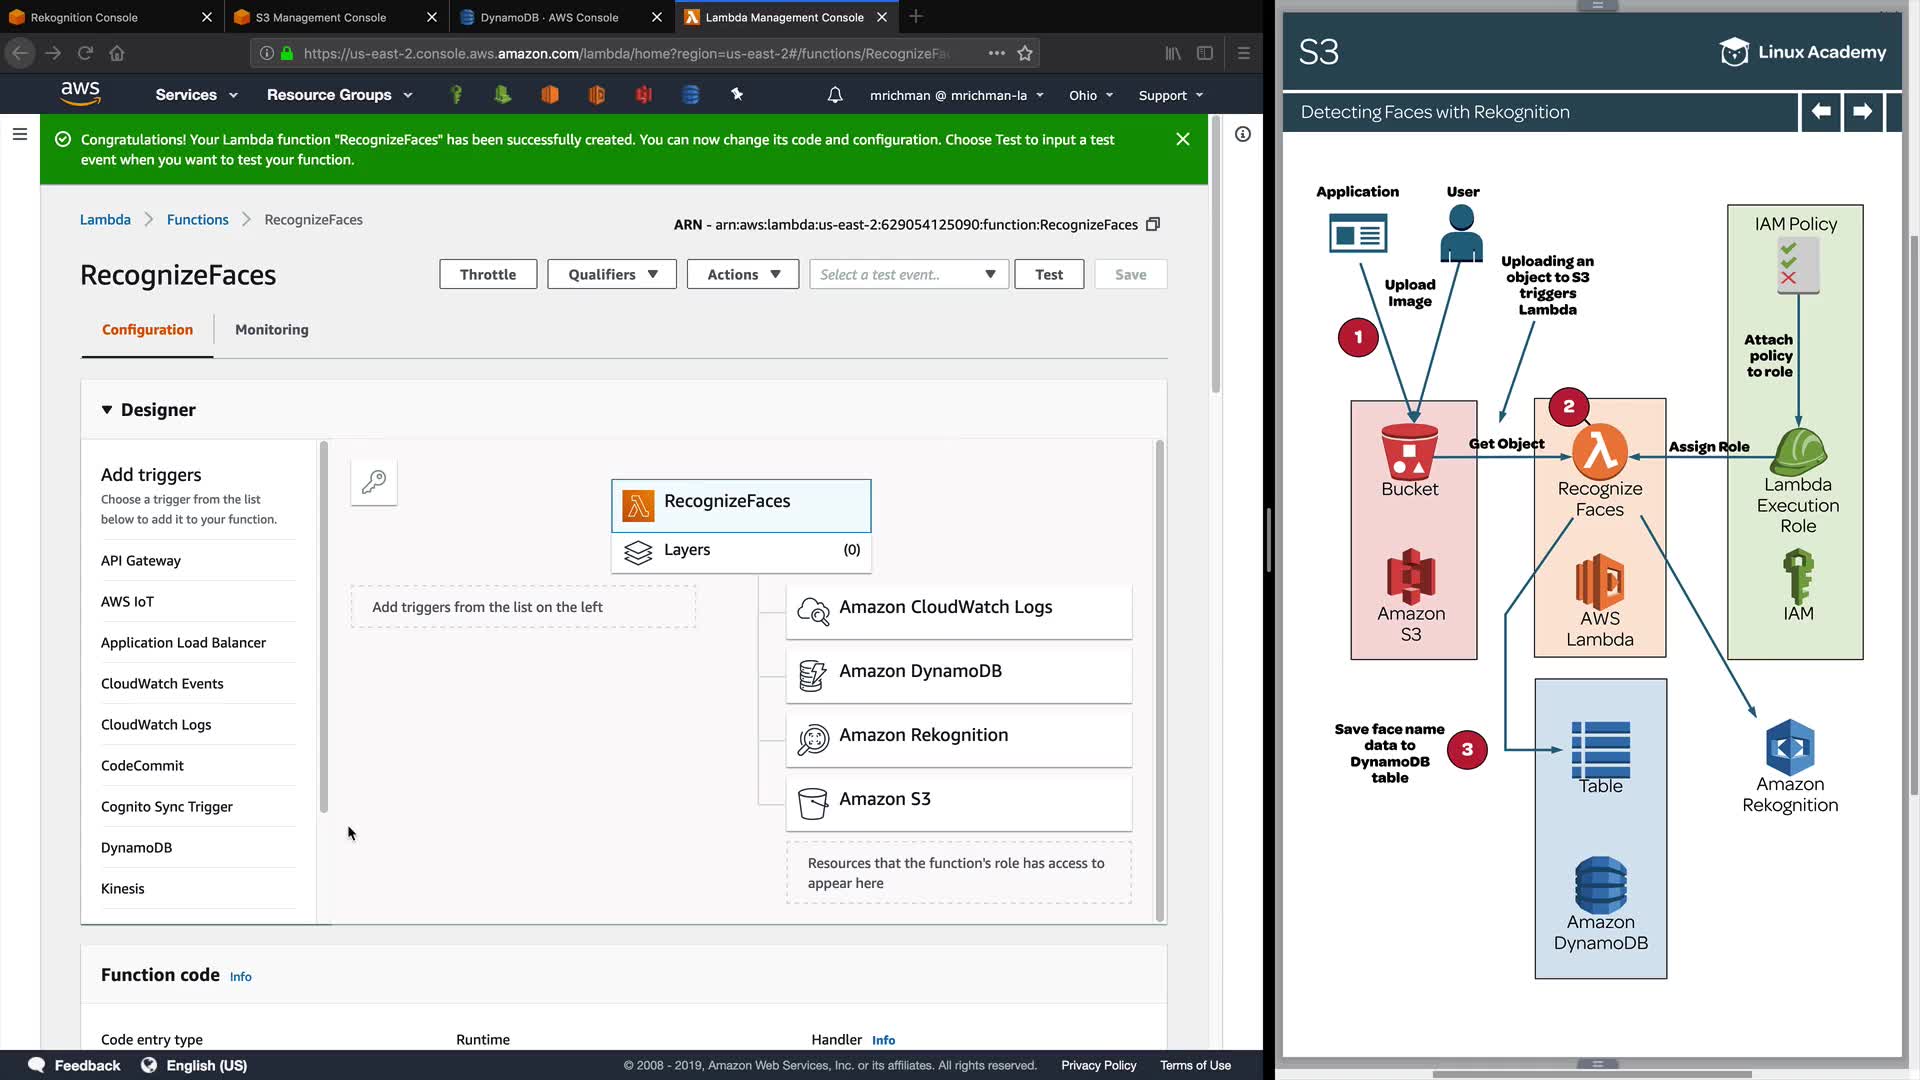 Rekognition Console
S3 Management Console
DynamoDB · AWS Console
Lambda Management Console
https://us-east-2.console.aws.amazon.com/lambda/home?region=us-east-2#/functions/RecognizeFa
aws
Services
Resource Groups
mrichman @ mrichman-la
Ohio
Support
Congratulations! Your Lambda function "RecognizeFaces" has been successfully created. You can now change its code and configuration. Choose Test to input a test
event when you want to test your function.
Lambda
Functions
RecognizeFaces
ARN - arn:aws:lambda:us-east-2:629054125090:function:RecognizeFaces
RecognizeFaces
Throttle
Qualifiers
Actions
Select a test event..
Test
Save
Configuration
Monitoring
Designer
Add triggers
Choose a trigger from the list
below to add it to your function.
API Gateway
AWS IoT
Application Load Balancer
CloudWatch Events
CloudWatch Logs
CodeCommit
Cognito Sync Trigger
DynamoDB
Kinesis
RecognizeFaces
Layers
(0)
Add triggers from the list on the left
Amazon CloudWatch Logs
Amazon DynamoDB
Amazon Rekognition
Amazon S3
Resources that the function's role has access to
appear here
Function code
Info
Code entry type
Runtime
Handler
Info
Feedback
English (US)
© 2008 - 2019, Amazon Web Services, Inc. or its affiliates. All rights reserved.
Privacy Policy
Terms of Use
S3
Linux Academy
Detecting Faces with Rekognition
Application
User
Upload
Image
Uploading an
object to S3
triggers
Lambda
IAM Policy
1
Attach
policy
to role
2
Get Object
Assign Role
Bucket
Recognize
Faces
Lambda
Execution
Role
Amazon
S3
AWS
Lambda
IAM
Save face name
data to
DynamoDB
table
3
Table
Amazon
Rekognition
Amazon
DynamoDB